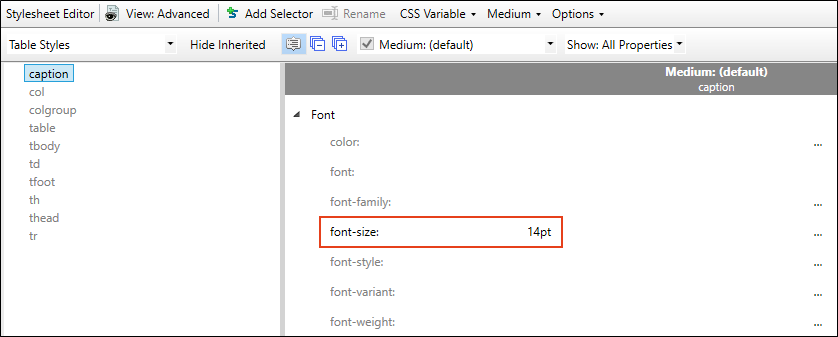 Stylesheet Editor View: Advanced Add Selector Rename CSS Variable Medium Options
Table Styles Hide Inherited Medium: (default) Show: All Properties
caption
col
colgroup
table
tbody
td
tfoot
th
thead
tr
Medium: (default)
caption
Font
color: ...
font:
font-family: ...
font-size: 14pt ...
font-style: ...
font-variant: ...
font-weight: ...